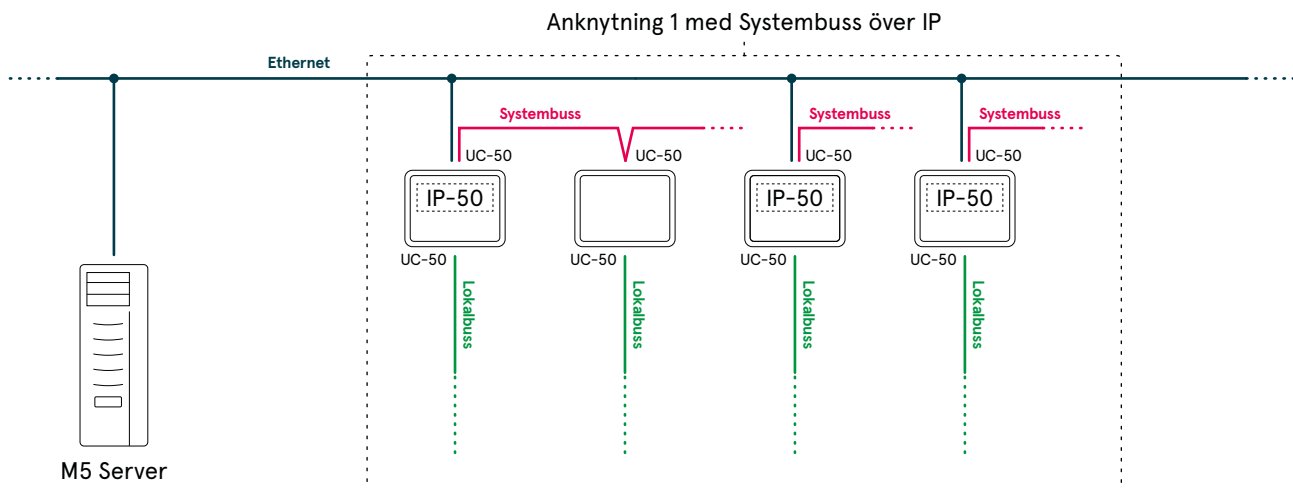 Anknytning 1 med Systembuss över IP
Ethernet
Systembuss
Systembuss
Systembuss
UC-50
UC-50
UC-50
UC-50
IP-50
IP-50
IP-50
UC-50
UC-50
UC-50
UC-50
Lokalbuss
Lokalbuss
Lokalbuss
Lokalbuss
M5 Server